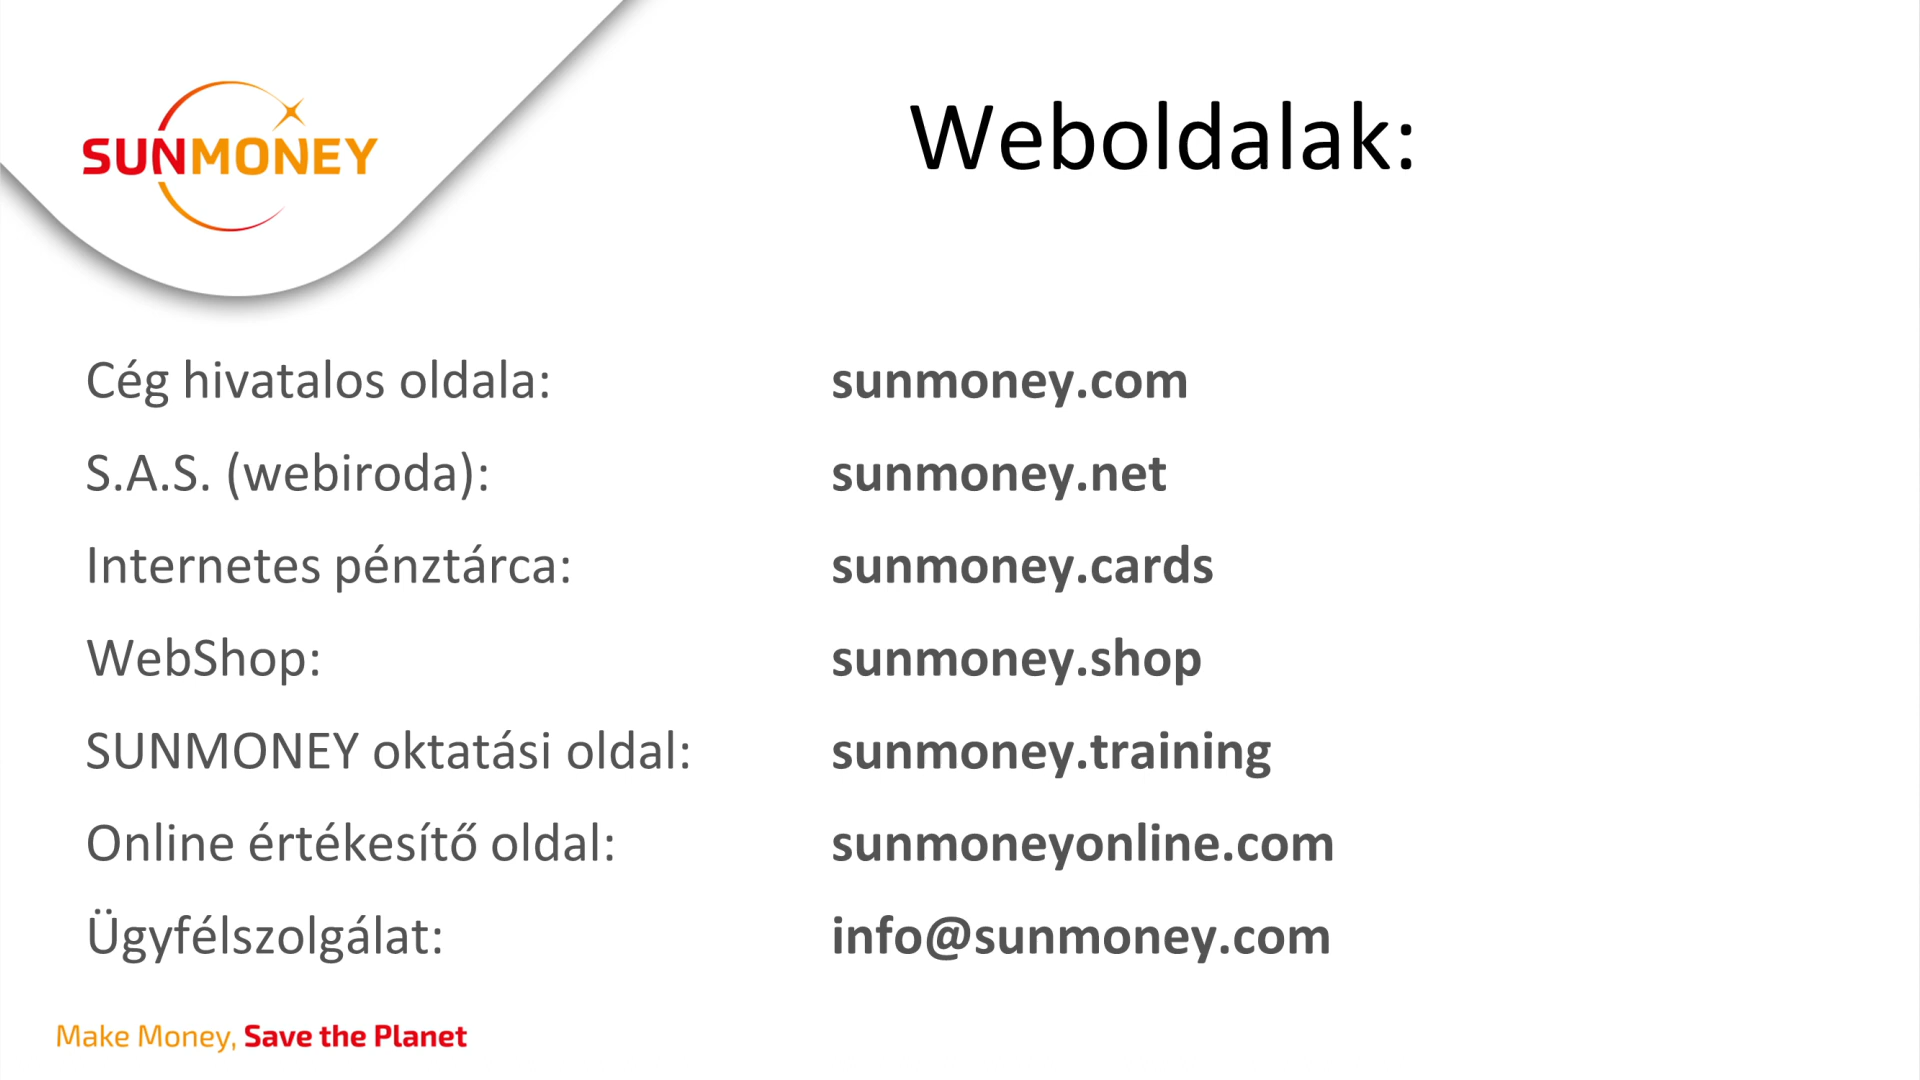 SUNMONEY
Weboldalak:
Cég hivatalos oldala: sunmoney.com
S.A.S. (webiroda): sunmoney.net
Internetes pénztárca: sunmoney.cards
WebShop: sunmoney.shop
SUNMONEY oktatási oldal: sunmoney.training
Online értékesítő oldal: sunmoneyonline.com
Ügyfélszolgálat: info@sunmoney.com
Make Money, Save the Planet